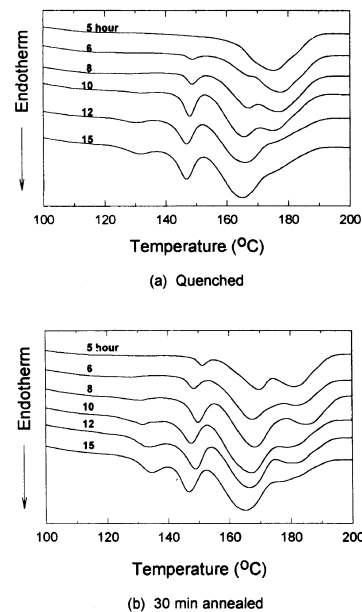 Endotherm
5 hour
6
8
10
12
15
100 120 140 160 180 200
Temperature (°C)
(a) Quenched
Endotherm
5 hour
6
8
10
12
15
100 120 140 160 180 200
Temperature (°C)
(b) 30 min annealed